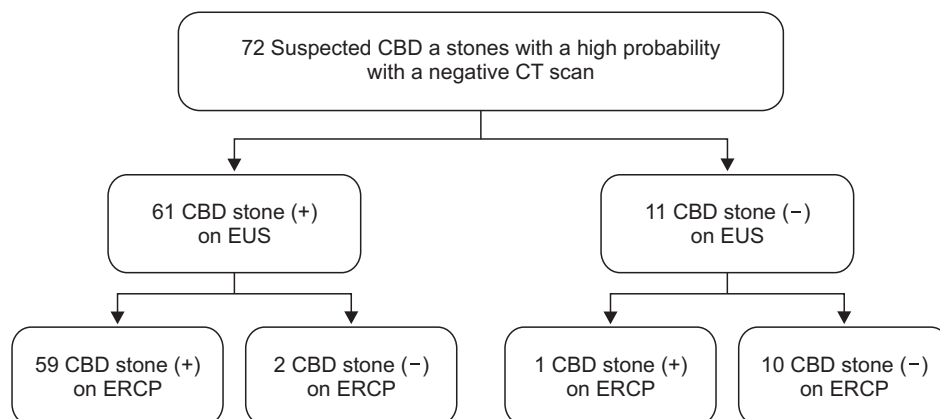 72 Suspected CBD a stones with a high probability
with a negative CT scan
61 CBD stone (+)
on EUS
11 CBD stone (−)
on EUS
59 CBD stone (+)
on ERCP
2 CBD stone (−)
on ERCP
1 CBD stone (+)
on ERCP
10 CBD stone (−)
on ERCP